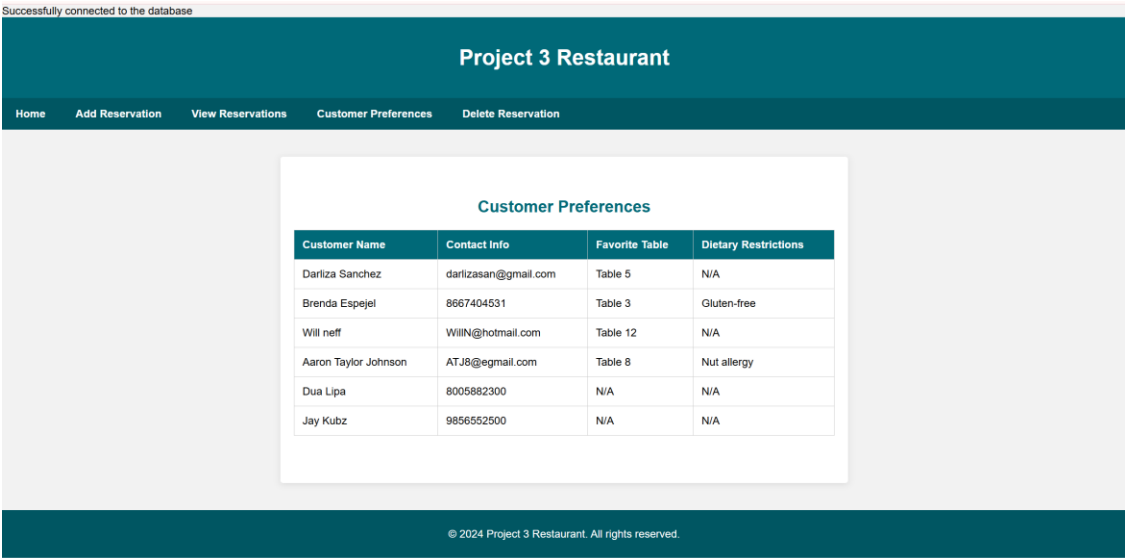 Successfully connected to the database
Project 3 Restaurant
Home Add Reservation View Reservations Customer Preferences Delete Reservation
Customer Preferences
Customer Name Contact Info Favorite Table Dietary Restrictions
Darliza Sanchez darlizasan@gmail.com Table 5 N/A
Brenda Espejel 8667404531 Table 3 Gluten-free
Will neff WillN@hotmail.com Table 12 N/A
Aaron Taylor Johnson ATJ8@egmail.com Table 8 Nut allergy
Dua Lipa 8005882300 N/A N/A
Jay Kubz 9856552500 N/A N/A
© 2024 Project 3 Restaurant. All rights reserved.